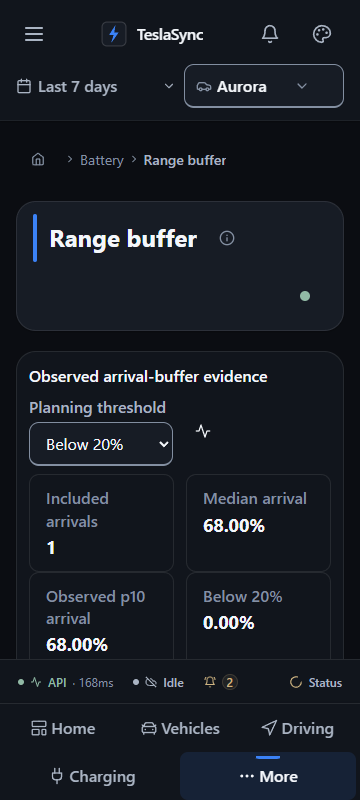 TeslaSync
Last 7 days
Aurora
Battery
Range buffer
Range buffer
Observed arrival-buffer evidence
Planning threshold
Below 20%
Included arrivals
1
Median arrival
68.00%
Observed p10 arrival
68.00%
Below 20%
0.00%
API · 168ms
Idle
2
Status
Home
Vehicles
Driving
Charging
More